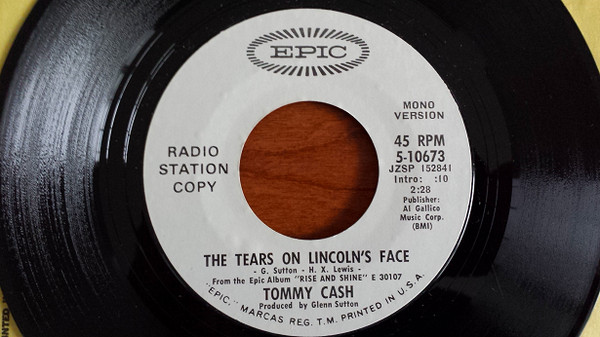 EPIC
MONO
VERSION
RADIO
STATION
COPY
45 RPM
5-10673
JZSP 152841
Intro: :10
2:28
Publisher:
Al Gallico
Music Corp.
(BMI)
THE TEARS ON LINCOLN'S FACE
- G. Sutton - H. X. Lewis -
From the Epic Album "RISE AND SHINE" E 30107
TOMMY CASH
Produced by Glenn Sutton
"EPIC," MARCAS REG. T.M. PRINTED IN U.S.A.